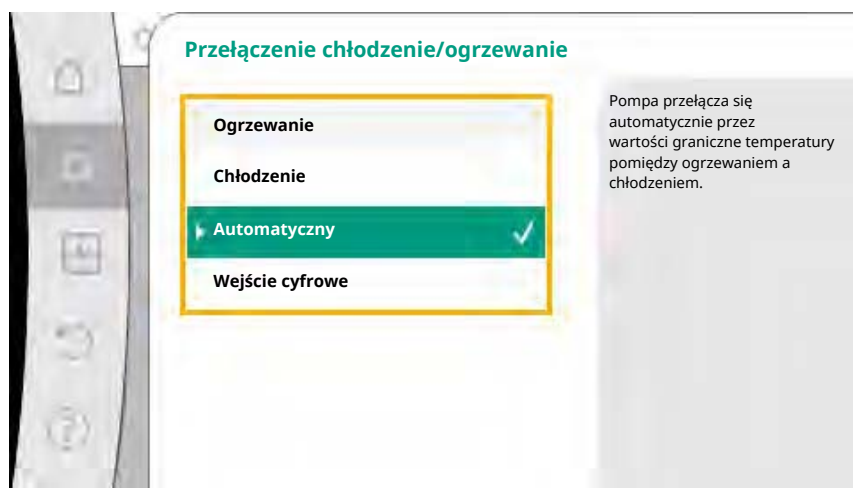 Przełączenie chłodzenie/ogrzewanie
Ogrzewanie
Chłodzenie
Automatyczny
Wejście cyfrowe
Pompa przełącza się
automatycznie przez
wartości graniczne temperatury
pomiędzy ogrzewaniem a
chłodzeniem.